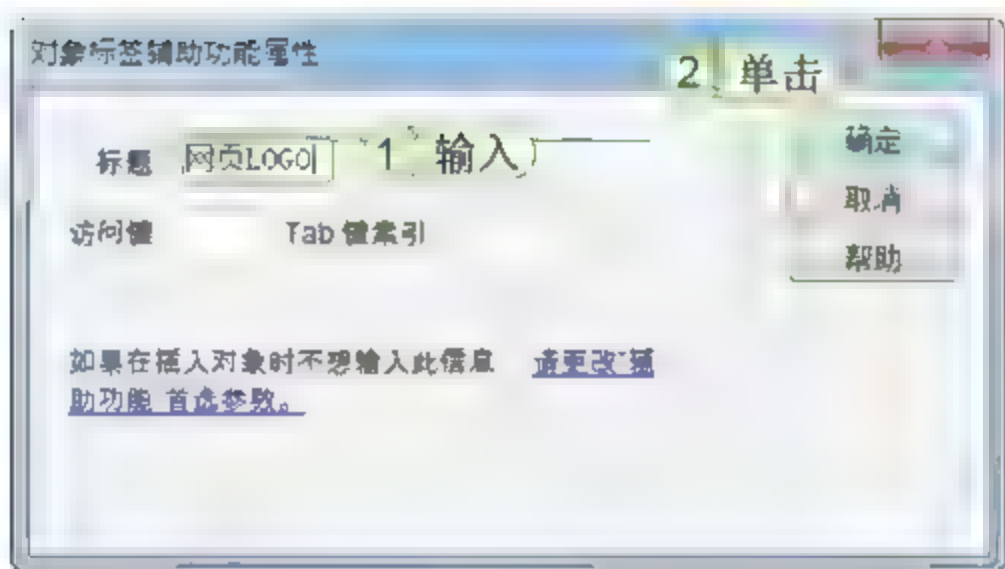 对象标签辅助功能属性
2 单击
标题 网页LOGO 1 输入
确定
取消
访问键 Tab 键索引
帮助
如果在插入对象时不想输入此信息 请更改"辅
助功能 首选参数。